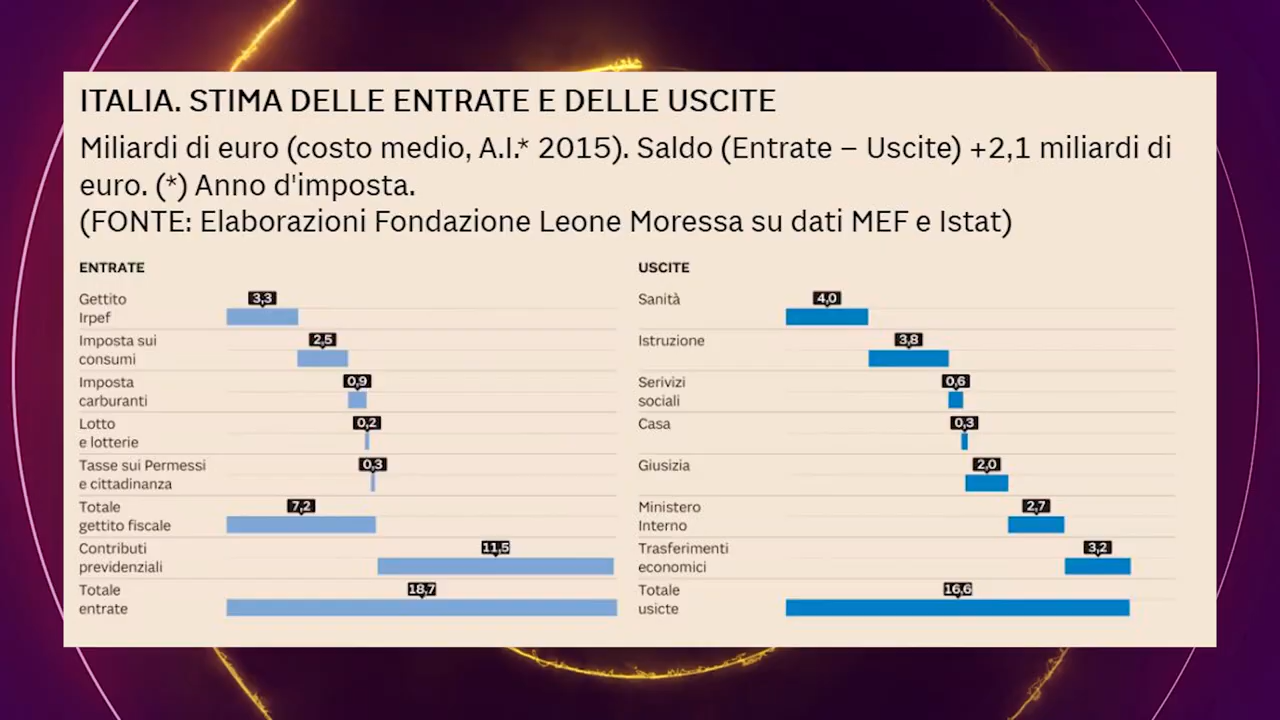 ITALIA. STIMA DELLE ENTRATE E DELLE USCITE
Miliardi di euro (costo medio, A.I.* 2015). Saldo (Entrate – Uscite) +2,1 miliardi di
euro. (*) Anno d'imposta.
(FONTE: Elaborazioni Fondazione Leone Moressa su dati MEF e Istat)
ENTRATE
Gettito
Irpef
3,3
Imposta sui
consumi
2,5
Imposta
carburanti
0,9
Lotto
e lotterie
0,2
Tasse sui Permessi
e cittadinanza
0,3
Totale
gettito fiscale
7,2
Contributi
previdenziali
11,5
Totale
entrate
18,7
USCITE
Sanità
4,0
Istruzione
3,8
Serivizi
sociali
0,6
Casa
0,3
Giusizia
2,0
Ministero
Interno
2,7
Trasferimenti
economici
3,2
Totale
usicte
16,6